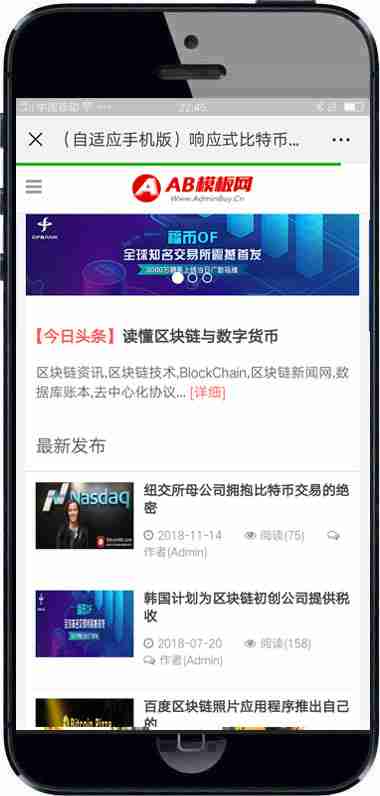 中国移动
22:45
（自适应手机版）响应式比特币...
AB模板网
Www.AdminBuy.Cn
福币OF
全球知名交易所震撼首发
【今日头条】读懂区块链与数字货币
区块链资讯,区块链技术,BlockChain,区块链新闻网,数
据库账本,去中心化协议... [详细]
最新发布
Nasdaq
纽交所母公司拥抱比特币交易的绝
密
2018-11-14 阅读(75)
作者(Admin)
韩国计划为区块链初创公司提供税
收
2018-07-20 阅读(158)
作者(Admin)
百度区块链照片应用程序推出自己
的
Bitcoin Pizza